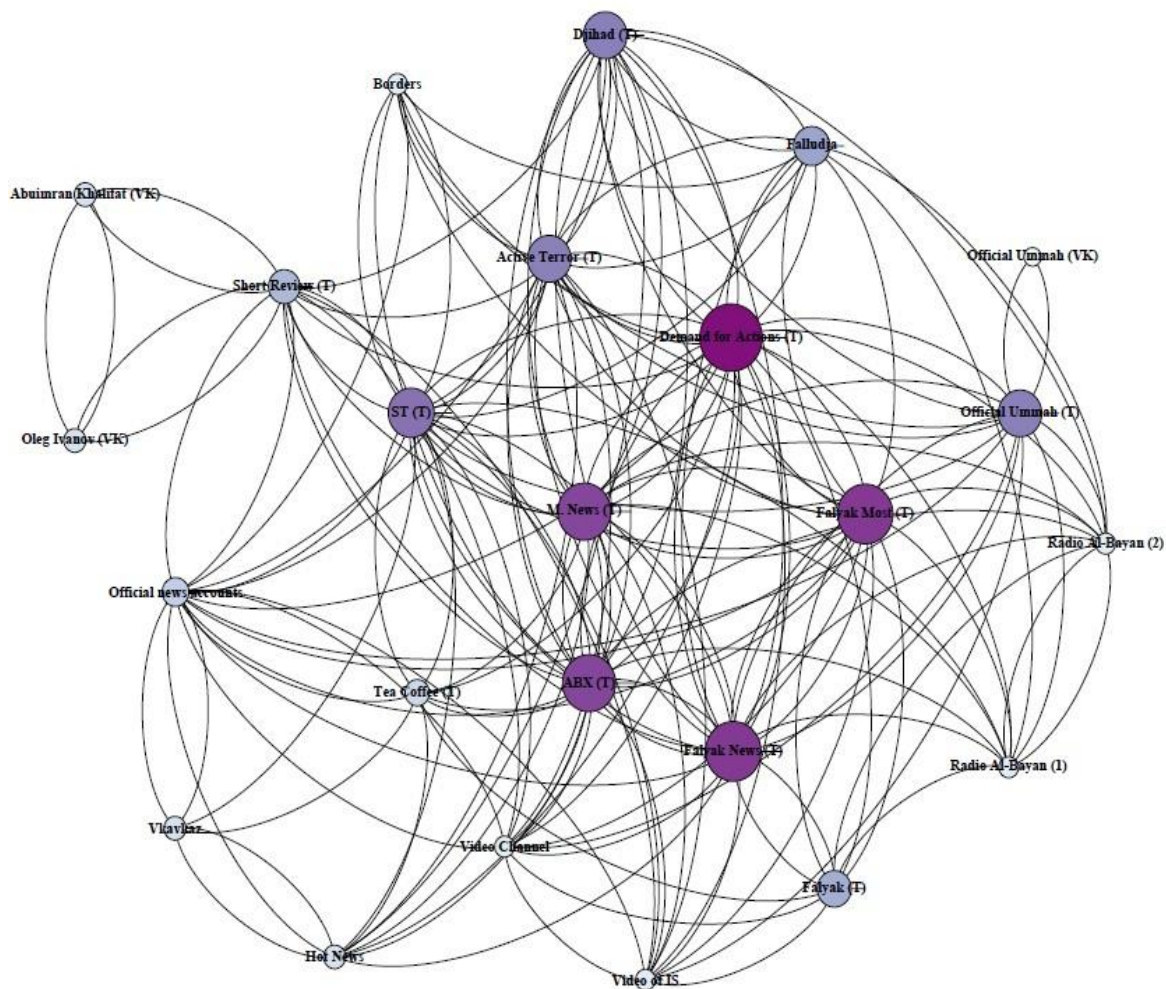 Djihad (T)
Borders
Falludja
Abuimran Khalifat (VK)
Active Terror (T)
Official Ummah (VK)
Short Review (T)
Demand for Actions (T)
ST (T)
Official Ummah (T)
Oleg Ivanov (VK)
M. News (T)
Falyak Most (T)
Radio Al-Bayan (2)
Official news accounts
ABX (T)
Tea Coffee (T)
Falyak News (T)
Radio Al-Bayan (1)
Vkavkaz
Video Channel
Falyak (T)
Hot News
Video of IS